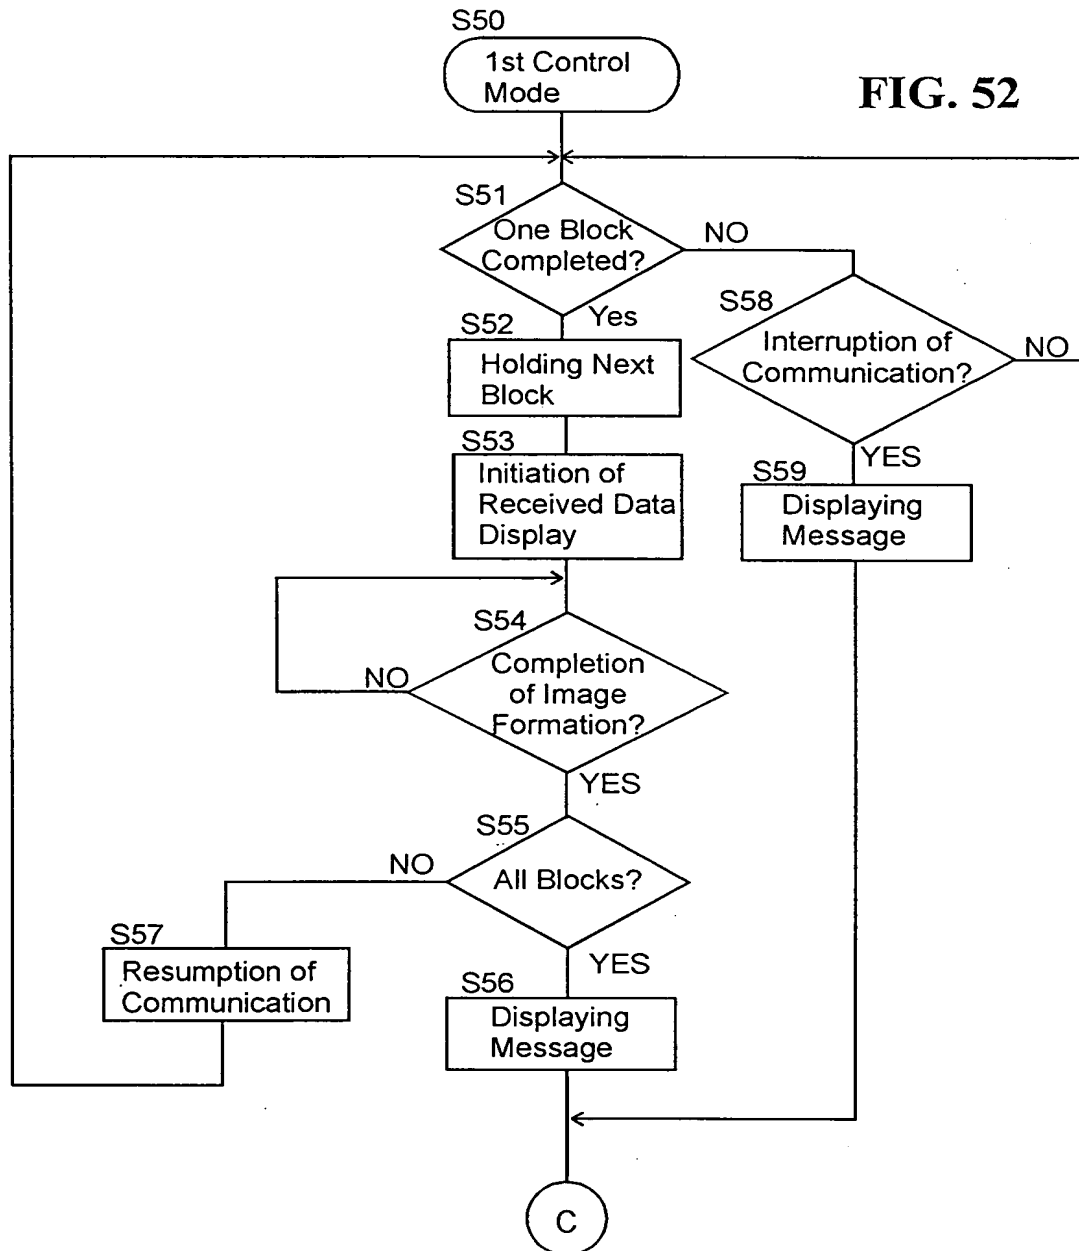 S50
1st Control
Mode
FIG. 52
S51
One Block
Completed?
NO
Yes
S58
Interruption of
Communication?
NO
YES
S52
Holding Next
Block
S53
Initiation of
Received Data
Display
S59
Displaying
Message
S54
Completion
of Image
Formation?
NO
YES
S55
All Blocks?
NO
YES
S57
Resumption of
Communication
S56
Displaying
Message
C